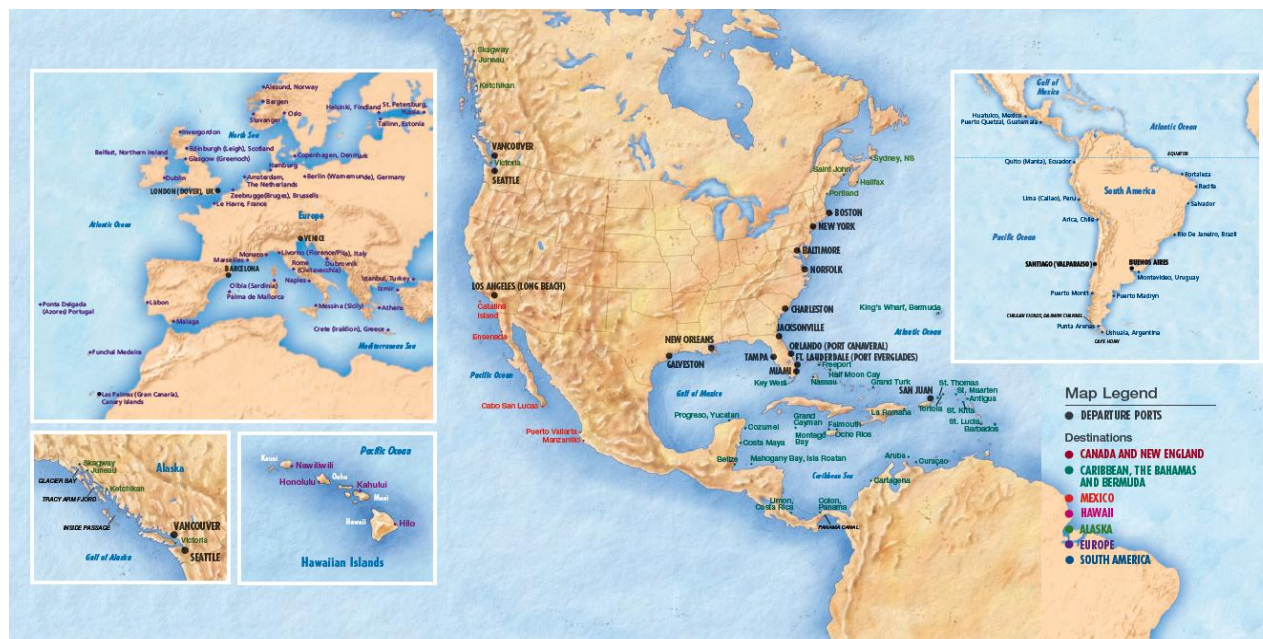 Skagway
Juneau
Ketchikan
VANCOUVER
Victoria
SEATTLE
LOS ANGELES (LONG BEACH)
Catalina
Island
Ensenada
Pacific Ocean
Cabo San Lucas
Puerto Vallarta
Manzanillo
Sydney, NS
Saint John
Halifax
Portland
BOSTON
NEW YORK
BALTIMORE
NORFOLK
CHARLESTON
JACKSONVILLE
NEW ORLEANS
GALVESTON
ORLANDO (PORT CANAVERAL)
TAMPA
FT. LAUDERDALE (PORT EVERGLADES)
MIAMI
Freeport
King's Wharf, Bermuda
Atlantic Ocean
Gulf of Mexico
Key West
Nassau
Half Moon Cay
Grand Turk
SAN JUAN
St. Thomas
St. Maarten
Antigua
Tortola
St. Kitts
St. Lucia
Barbados
La Romana
Progreso, Yucatan
Cozumel
Grand
Cayman
Falmouth
Montego
Bay
Ocho Rios
Costa Maya
Belize
Mahogany Bay, Isla Roatan
Aruba
Curaçao
Caribbean Sea
Cartagena
Limon,
Costa Rica
Colon,
Panama
PANAMA CANAL
Alesund, Norway
Bergen
Stavanger
Oslo
Helsinki, Findland
St. Petersburg,
Russia
Tallinn, Estonia
North Sea
Invergordon
Edinburgh (Leigh), Scotland
Belfast, Northern Ireland
Glasgow (Greenoch)
Copenhagen, Denmark
Hamburg
Dublin
Amsterdam,
The Netherlands
Berlin (Warnemunde), Germany
LONDON (DOVER), UK
Zeebrugge(Bruges), Brussels
Le Havre, France
Atlantic Ocean
Europe
VENICE
Monaco
Livorno (Florence/Pisa), Italy
Marseilles
Rome
(Civitavecchia)
Dubrovnik
BARCELONA
Olbia (Sardinia)
Naples
Istanbul, Turkey
Izmir
Palma de Mallorca
Ponta Delgada
(Azores) Portugal
Lisbon
Messina (Sicily)
Athens
Malaga
Crete (Iraklion), Greece
Mediterranean Sea
Funchal Medeira
Las Palmas (Gran Canaria),
Canary Islands
Skagway
Juneau
Alaska
GLACIER BAY
Ketchikan
TRACY ARM FJORD
INSIDE PASSAGE
VANCOUVER
Victoria
SEATTLE
Gulf of Alaska
Pacific Ocean
Kauai
Nawiliwili
Oahu
Honolulu
Kahului
Maui
Hawaii
Hilo
Hawaiian Islands
Gulf of
Mexico
Huatulco, Mexico
Puerto Quetzal, Guatemala
Atlantic Ocean
EQUATOR
Quito (Manta), Ecuador
Fortaleza
South America
Recife
Lima (Callao), Peru
Salvador
Arica, Chile
Rio De Janeiro, Brazil
Pacific Ocean
SANTIAGO (VALPARAISO)
BUENOS AIRES
Montevideo, Uruguay
Puerto Montt
Puerto Madryn
CHILEAN FJORDS, DARWIN CHANNEL
Punta Arenas
Ushuaia, Argentina
CAPE HORN
Map Legend
DEPARTURE PORTS
Destinations
CANADA AND NEW ENGLAND
CARIBBEAN, THE BAHAMAS
AND BERMUDA
MEXICO
HAWAII
ALASKA
EUROPE
SOUTH AMERICA